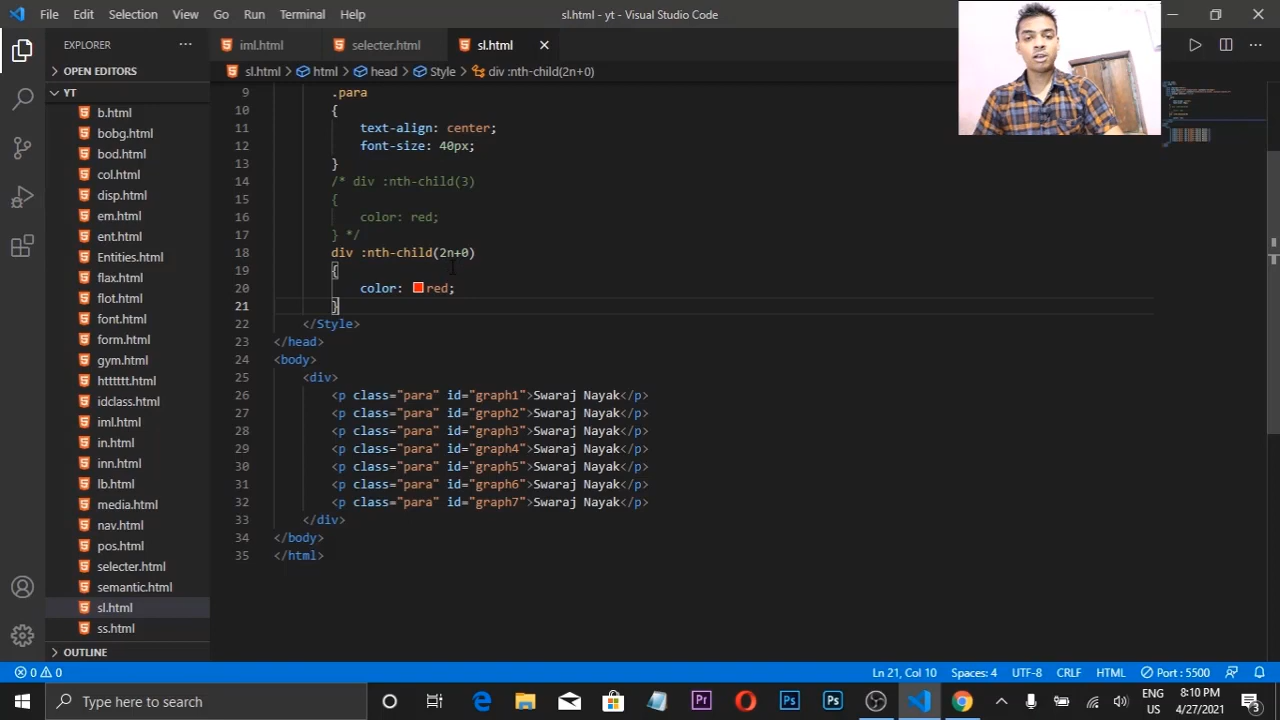 File Edit Selection View Go Run Terminal Help
sl.html - yt - Visual Studio Code
EXPLORER
iml.html selecter.html sl.html
OPEN EDITORS
sl.html > html > head > Style > div :nth-child(2n+0)
YT
b.html
bobg.html
bod.html
col.html
disp.html
em.html
ent.html
Entities.html
flax.html
flot.html
font.html
form.html
gym.html
httttttt.html
idclass.html
iml.html
in.html
inn.html
lb.html
media.html
nav.html
pos.html
selecter.html
semantic.html
sl.html
ss.html
OUTLINE
9 .para
10 {
11 text-align: center;
12 font-size: 40px;
13 }
14 /* div :nth-child(3)
15 {
16 color: red;
17 } */
18 div :nth-child(2n+0)
19 {
20 color: red;
21 }
22 </Style>
23 </head>
24 <body>
25 <div>
26 <p class="para" id="graph1">Swaraj Nayak</p>
27 <p class="para" id="graph2">Swaraj Nayak</p>
28 <p class="para" id="graph3">Swaraj Nayak</p>
29 <p class="para" id="graph4">Swaraj Nayak</p>
30 <p class="para" id="graph5">Swaraj Nayak</p>
31 <p class="para" id="graph6">Swaraj Nayak</p>
32 <p class="para" id="graph7">Swaraj Nayak</p>
33 </div>
34 </body>
35 </html>
0 0
Ln 21, Col 10 Spaces: 4 UTF-8 CRLF HTML Port : 5500
Type here to search
Pr Ps Ps
ENG
US
8:10 PM
4/27/2021
3